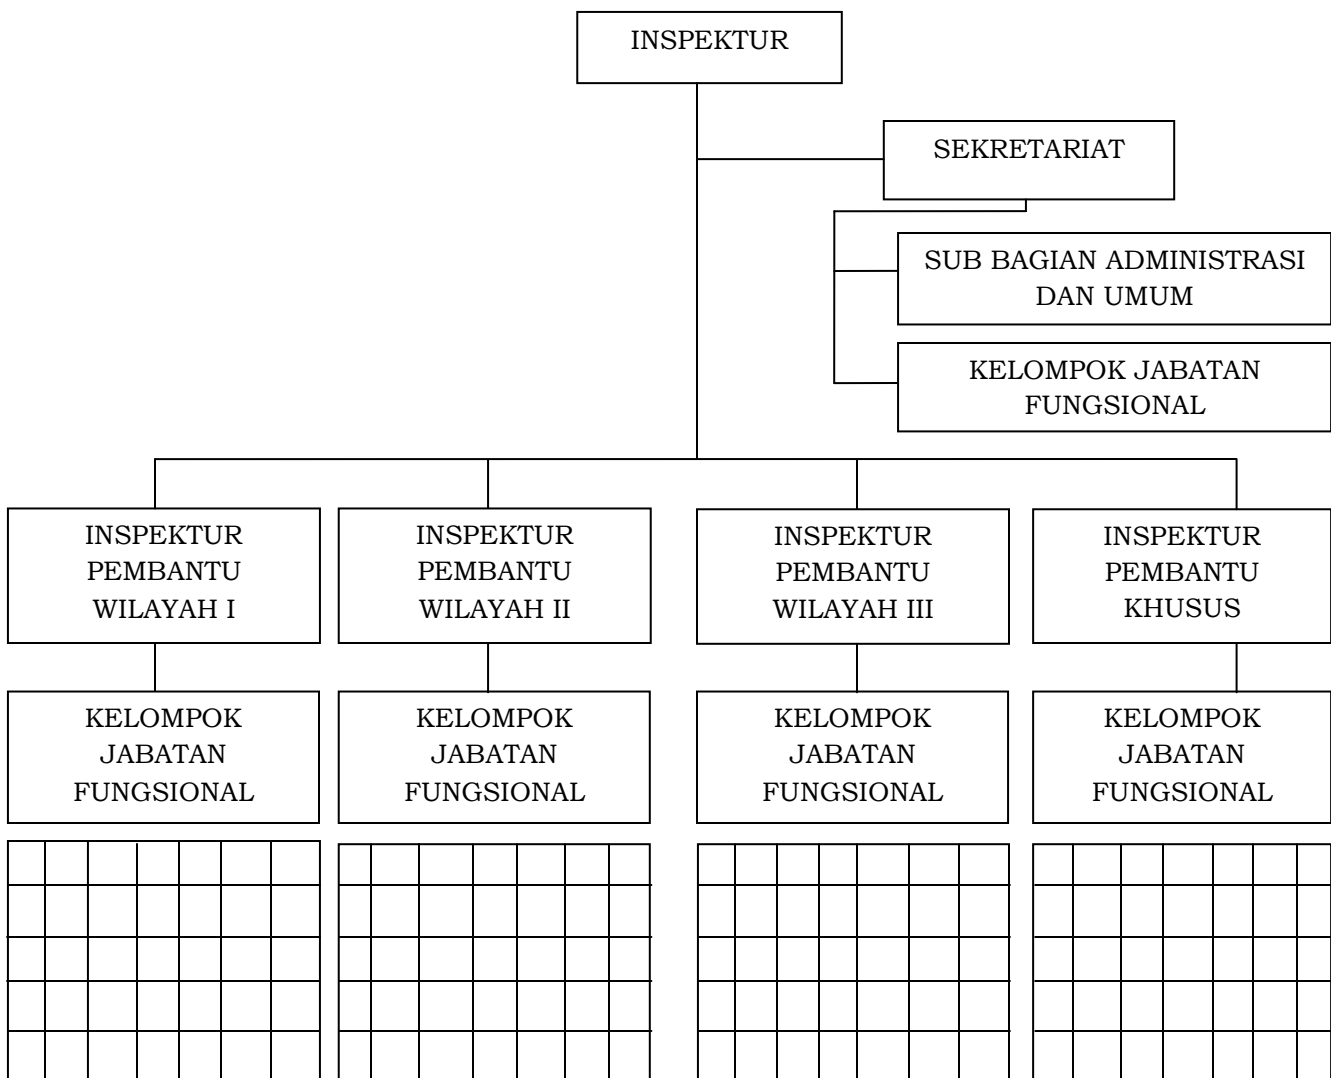 INSPEKTUR
SEKRETARIAT
SUB BAGIAN ADMINISTRASI
DAN UMUM
KELOMPOK JABATAN
FUNGSIONAL
INSPEKTUR
PEMBANTU
WILAYAH I
INSPEKTUR
PEMBANTU
WILAYAH II
INSPEKTUR
PEMBANTU
WILAYAH III
INSPEKTUR
PEMBANTU
KHUSUS
KELOMPOK
JABATAN
FUNGSIONAL
KELOMPOK
JABATAN
FUNGSIONAL
KELOMPOK
JABATAN
FUNGSIONAL
KELOMPOK
JABATAN
FUNGSIONAL